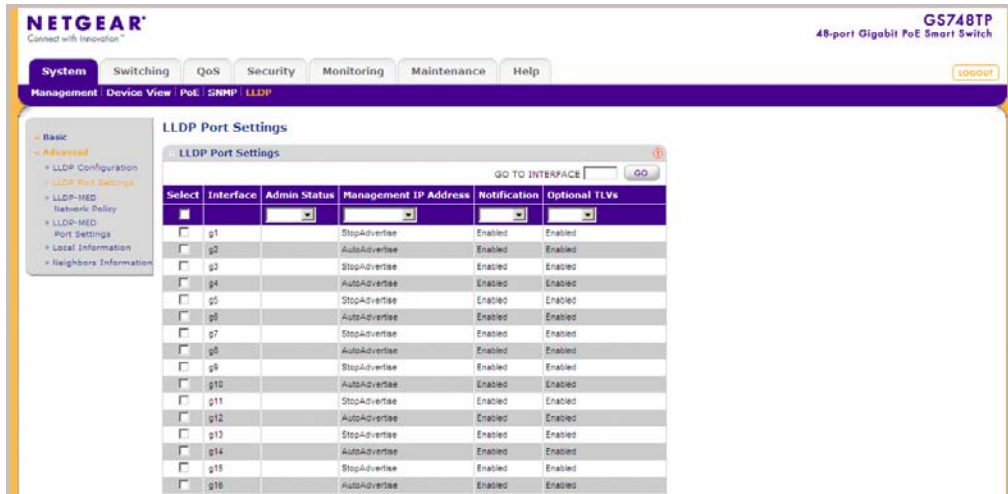 NETGEAR®
Connect with Innovation™
GS748TP
48-port Gigabit PoE Smart Switch
System Switching QoS Security Monitoring Maintenance Help
LOGOUT
Management Device View PoE SNMP LLDP
Basic
Advanced
LLDP Configuration
LLDP Port Settings
LLDP-MED
Network Policy
LLDP-MED
Port Settings
Local Information
Neighbors Information
LLDP Port Settings
LLDP Port Settings
GO TO INTERFACE GO
Select Interface Admin Status Management IP Address Notification Optional TLVs
g1 StopAdvertise Enabled Enabled
g2 AutoAdvertise Enabled Enabled
g3 StopAdvertise Enabled Enabled
g4 AutoAdvertise Enabled Enabled
g5 StopAdvertise Enabled Enabled
g6 AutoAdvertise Enabled Enabled
g7 StopAdvertise Enabled Enabled
g8 AutoAdvertise Enabled Enabled
g9 StopAdvertise Enabled Enabled
g10 AutoAdvertise Enabled Enabled
g11 StopAdvertise Enabled Enabled
g12 AutoAdvertise Enabled Enabled
g13 StopAdvertise Enabled Enabled
g14 AutoAdvertise Enabled Enabled
g15 StopAdvertise Enabled Enabled
g16 AutoAdvertise Enabled Enabled